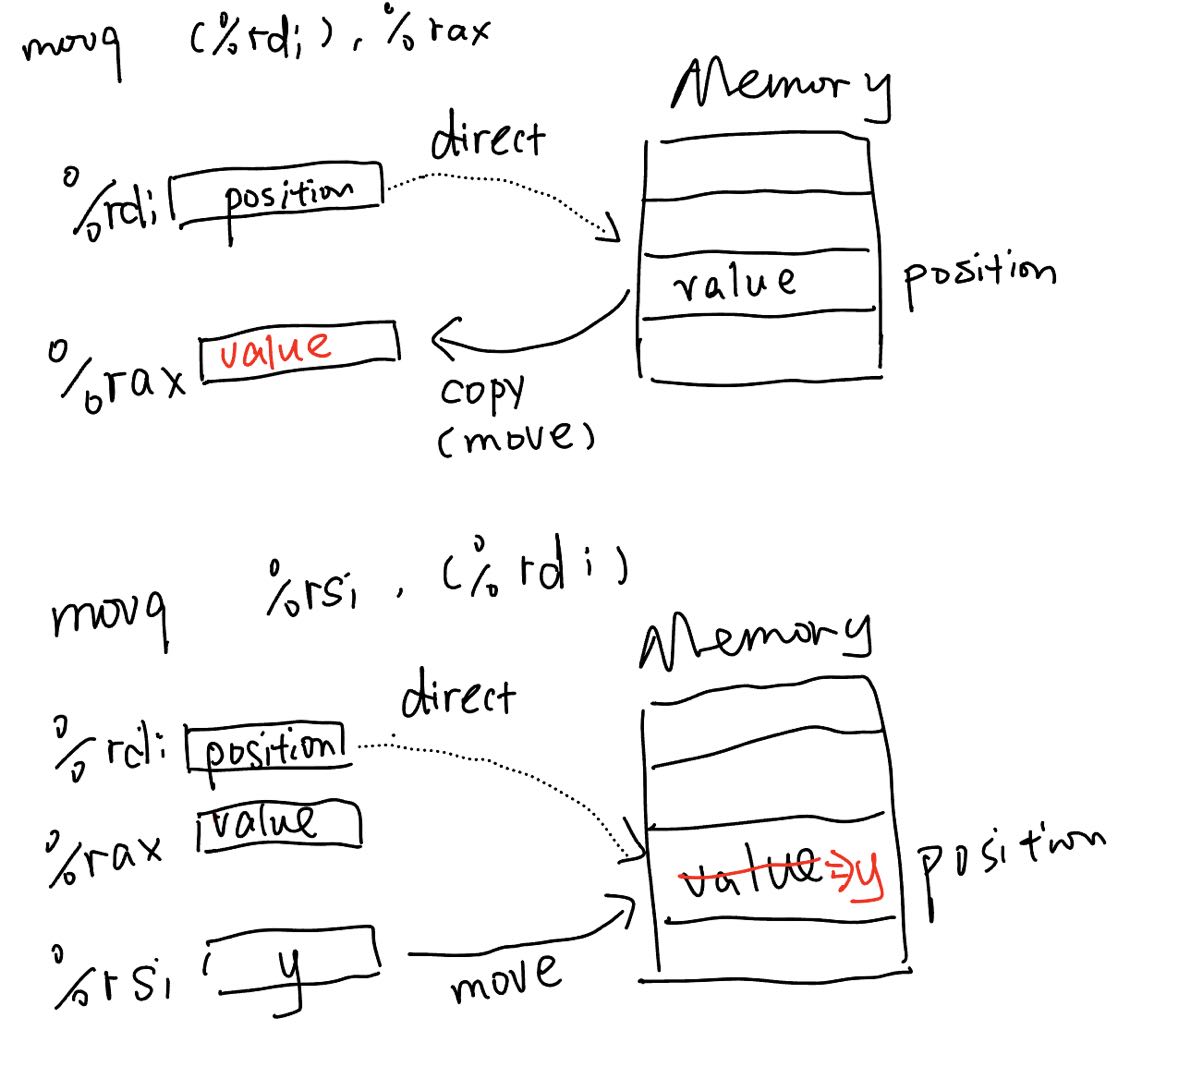 movq (%rdi), %rax
Memory
direct
%rdi position
value position
%rax value
copy
(move)
movq %rsi, (%rdi)
Memory
direct
%rdi position
%rax value
value => y position
%rsi y
move